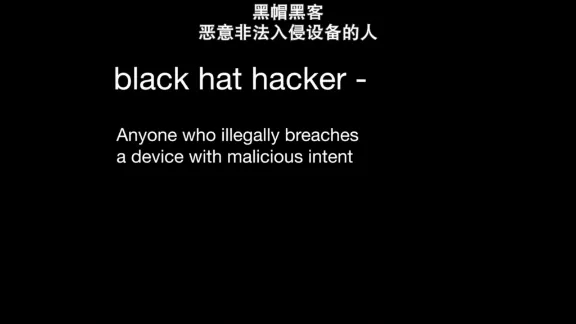 黑帽黑客
恶意非法入侵设备的人
black hat hacker -
Anyone who illegally breaches
a device with malicious intent